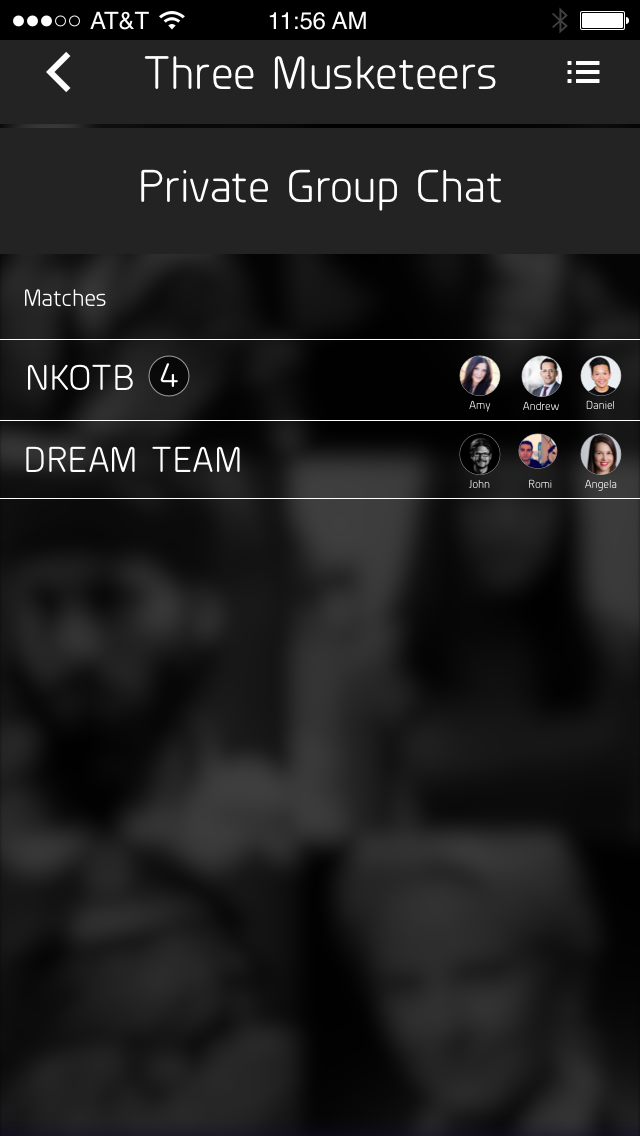 AT&T 11:56 AM
Three Musketeers
Private Group Chat
Matches
NKOTB 4
Amy Andrew Daniel
DREAM TEAM
John Romi Angela